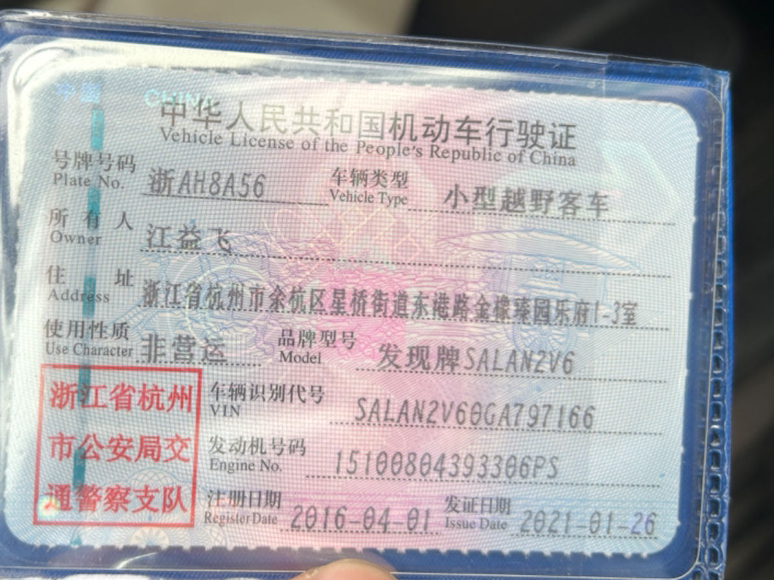 中华人民共和国机动车行驶证
Vehicle License of the People's Republic of China
号牌号码 Plate No. 浙AH8A56 车辆类型 Vehicle Type 小型越野客车
所有人 Owner 江益飞
住址 Address 浙江省杭州市余杭区星桥街道东港路金橡臻园乐府1-3室
使用性质 Use Character 非营运 品牌型号 Model 发现牌SALAN2V6
浙江省杭州
市公安局交
通警察支队
车辆识别代号 VIN SALAN2V60GA797166
发动机号码 Engine No. 15100804393306PS
注册日期 Register Date 2016-04-01 发证日期 Issue Date 2021-01-26